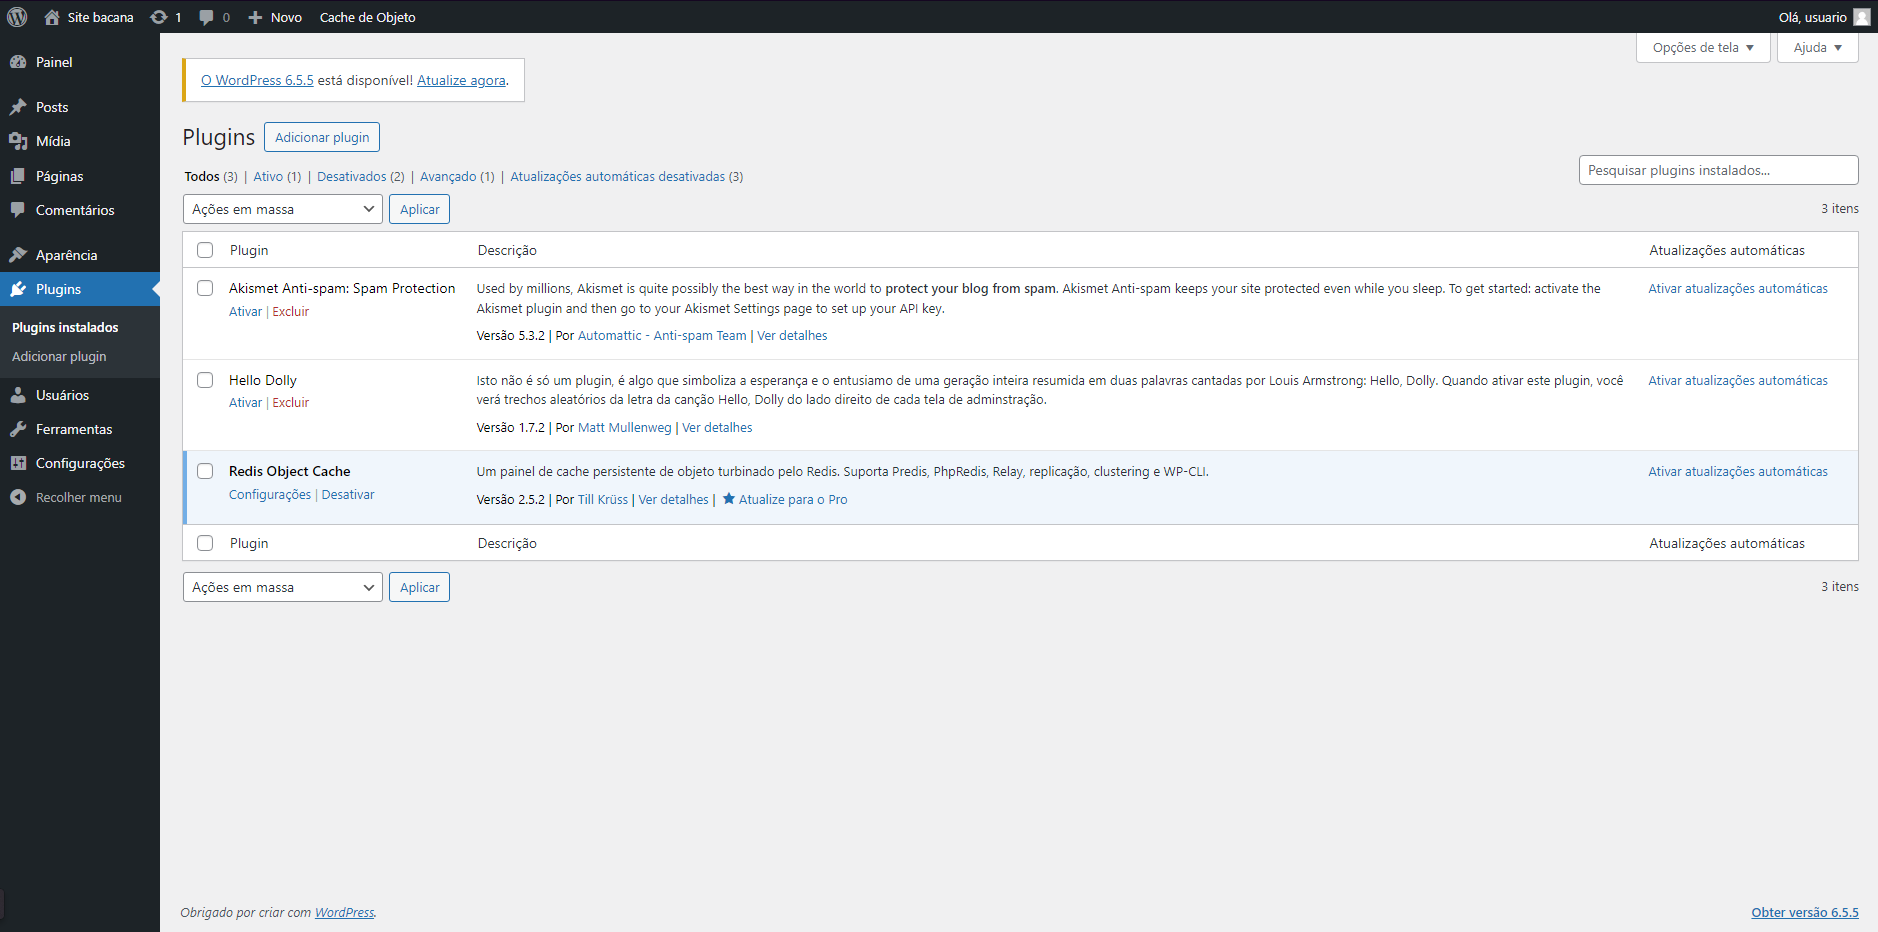 Site bacana 1 0 Novo Cache de Objeto Olá, usuario
Opções de tela Ajuda
Painel
Posts
Mídia
Páginas
Comentários
Aparência
Plugins
Plugins instalados
Adicionar plugin
Usuários
Ferramentas
Configurações
Recolher menu
O WordPress 6.5.5 está disponível! Atualize agora.
Plugins Adicionar plugin
Todos (3) | Ativo (1) | Desativados (2) | Avançado (1) | Atualizações automáticas desativadas (3)
Pesquisar plugins instalados...
Ações em massa Aplicar 3 itens
Plugin Descrição Atualizações automáticas
Akismet Anti-spam: Spam Protection
Ativar | Excluir
Used by millions, Akismet is quite possibly the best way in the world to protect your blog from spam. Akismet Anti-spam keeps your site protected even while you sleep. To get started: activate the
Akismet plugin and then go to your Akismet Settings page to set up your API key.
Versão 5.3.2 | Por Automattic - Anti-spam Team | Ver detalhes
Ativar atualizações automáticas
Hello Dolly
Ativar | Excluir
Isto não é só um plugin, é algo que simboliza a esperança e o entusiamo de uma geração inteira resumida em duas palavras cantadas por Louis Armstrong: Hello, Dolly. Quando ativar este plugin, você
verá trechos aleatórios da letra da canção Hello, Dolly do lado direito de cada tela de adminstração.
Versão 1.7.2 | Por Matt Mullenweg | Ver detalhes
Ativar atualizações automáticas
Redis Object Cache
Configurações | Desativar
Um painel de cache persistente de objeto turbinado pelo Redis. Suporta Predis, PhpRedis, Relay, replicação, clustering e WP-CLI.
Versão 2.5.2 | Por Till Krüss | Ver detalhes | ★ Atualize para o Pro
Ativar atualizações automáticas
Plugin Descrição Atualizações automáticas
Ações em massa Aplicar 3 itens
Obrigado por criar com WordPress. Obter versão 6.5.5